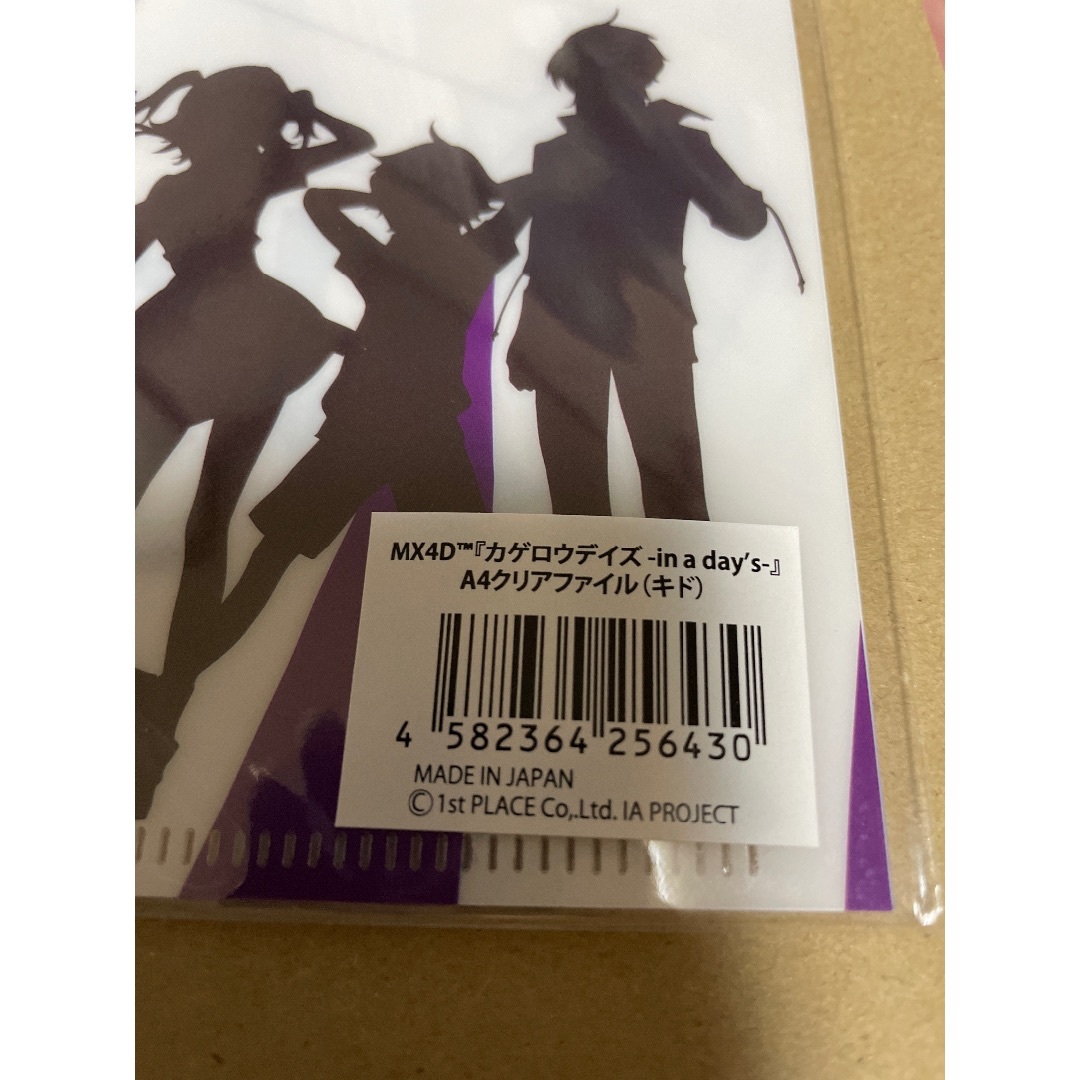 MX4D™『カゲロウデイズ -in a day’s-』
A4クリアファイル（キド）
4 582364 256430
MADE IN JAPAN
©1st PLACE Co,.Ltd. IA PROJECT